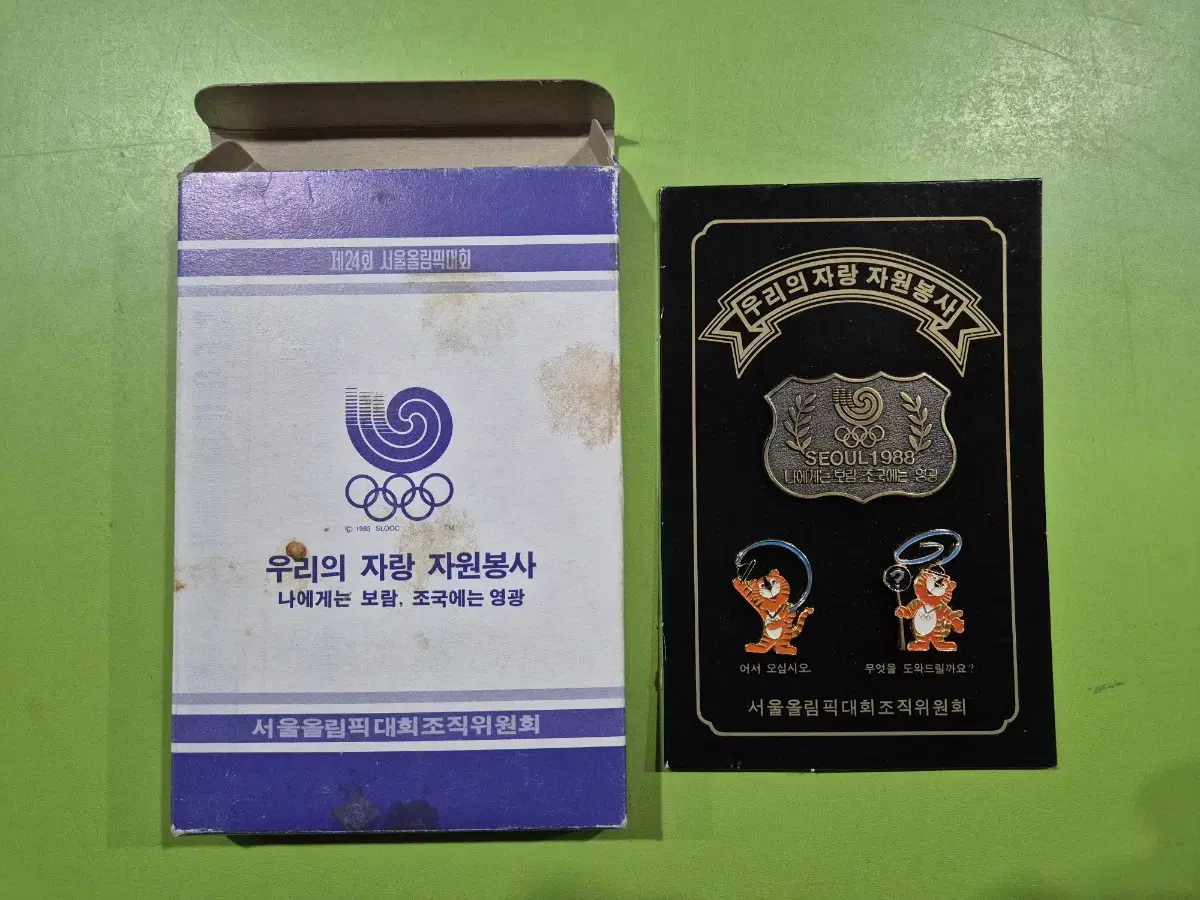 제24회 서울올림픽대회
© 1983 SLOOC TM
우리의 자랑 자원봉사
나에게는 보람, 조국에는 영광
서울올림픽대회조직위원회
우리의 자랑 자원봉사
SEOUL1988
나에게는 보람, 조국에는 영광
?
어서 오십시오.
무엇을 도와드릴까요?
서울올림픽대회조직위원회